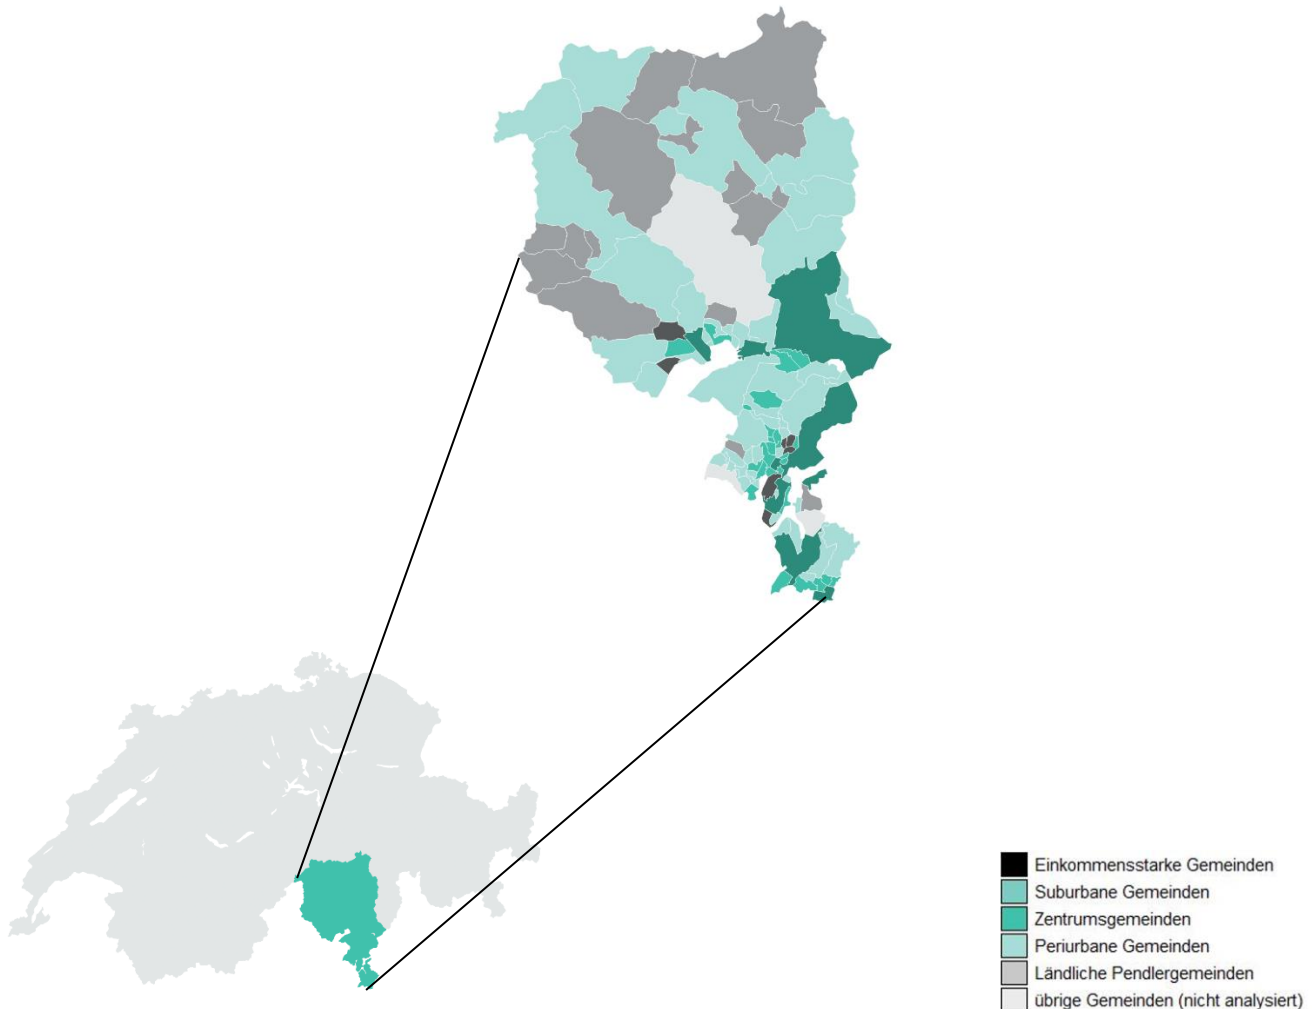 Einkommensstarke Gemeinden
Suburbane Gemeinden
Zentrumsgemeinden
Periurbane Gemeinden
Ländliche Pendlergemeinden
übrige Gemeinden (nicht analysiert)